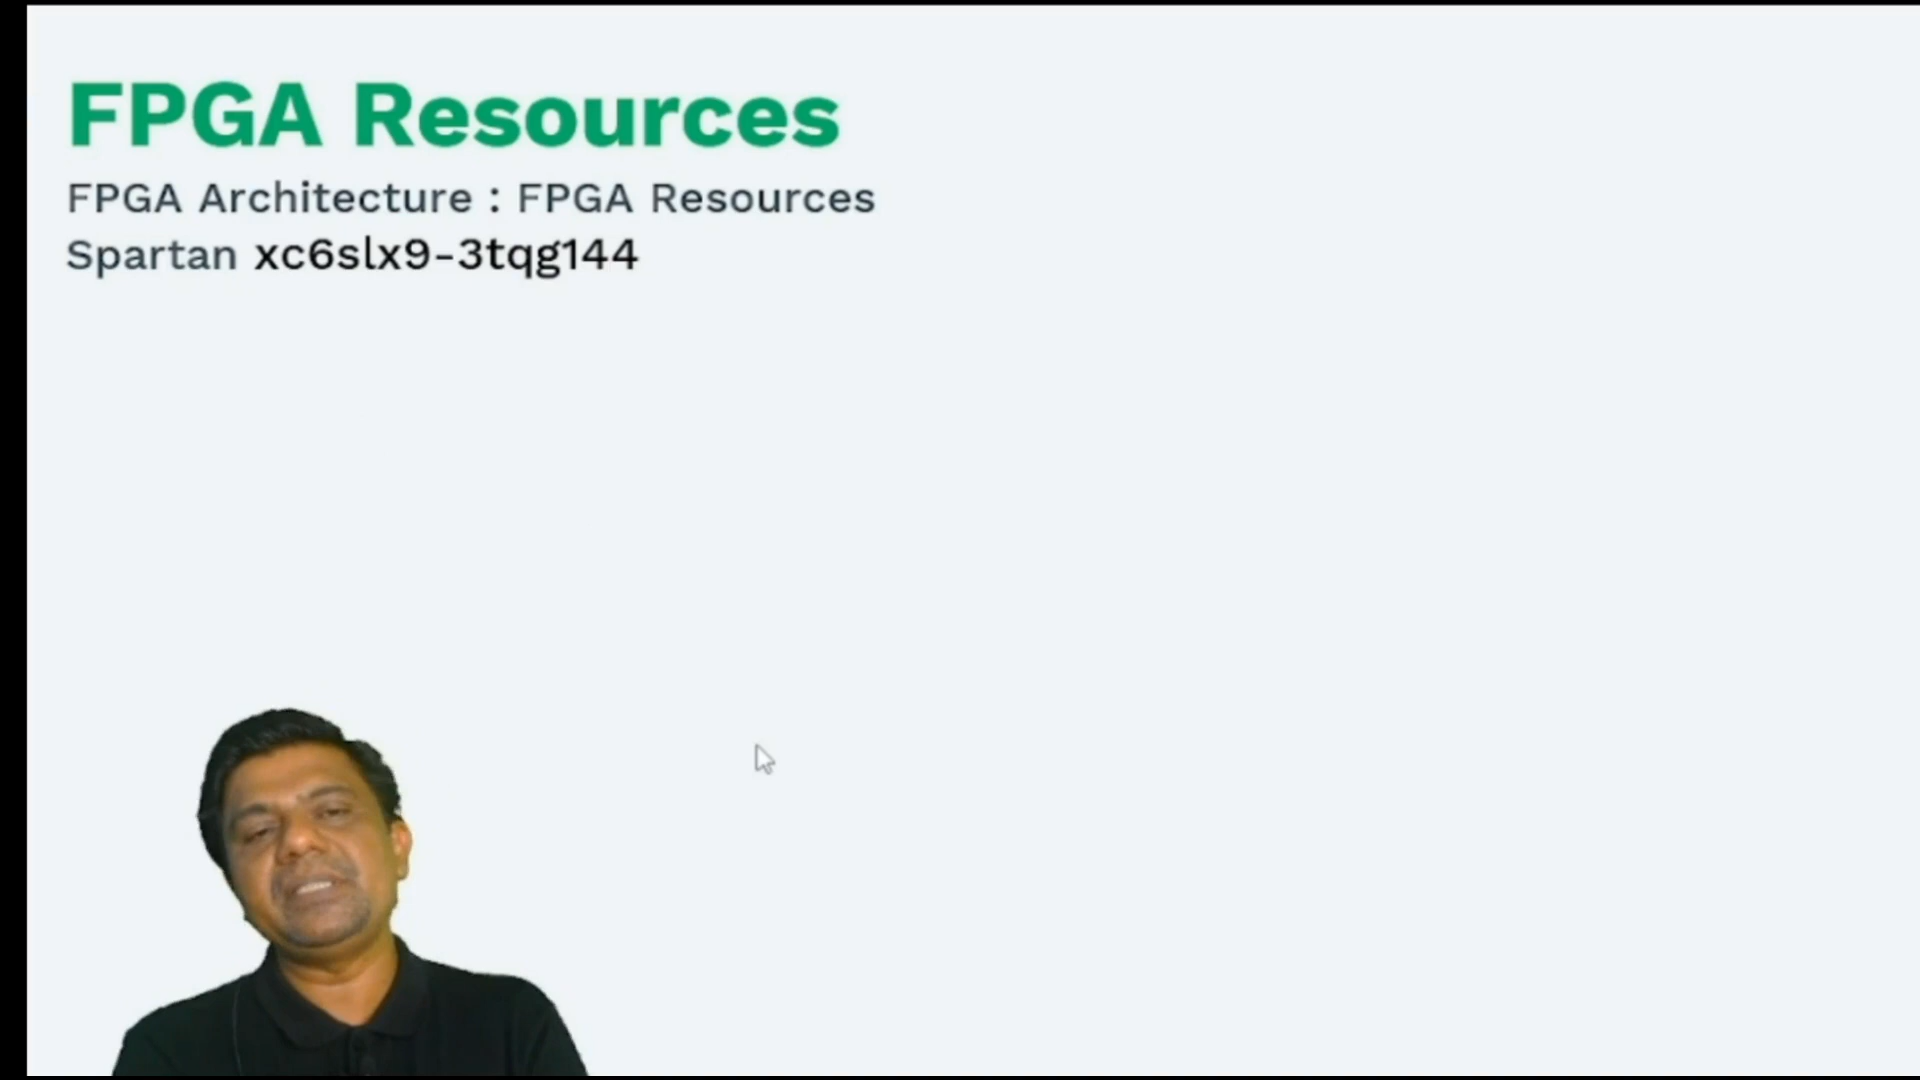 FPGA Resources
FPGA Architecture : FPGA Resources
Spartan xc6slx9-3tqg144